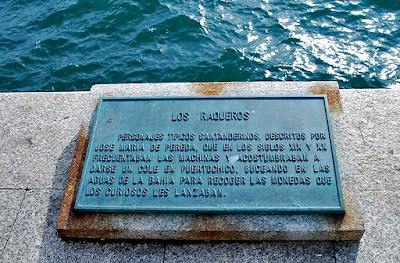 LOS RAQUEROS
PERSONAJES TIPICOS SANTANDERINOS, DESCRITOS POR
JOSE MARIA DE PEREDA, QUE EN LOS SIGLOS XIX Y XX
FRECUENTABAN LAS MACHINAS Y ACOSTUMBRABAN A
DARSE UN COLE EN PUERTOCHICO, BUCEANDO EN LAS
AGUAS DE LA BAHIA PARA RECOGER LAS MONEDAS QUE
LOS CURIOSOS LES LANZABAN.